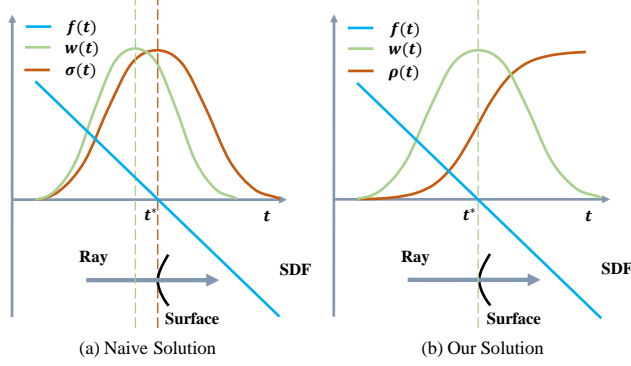 f(t)
w(t)
σ(t)
t*
t
Ray
SDF
Surface
(a) Naive Solution
f(t)
w(t)
ρ(t)
t*
t
Ray
SDF
Surface
(b) Our Solution